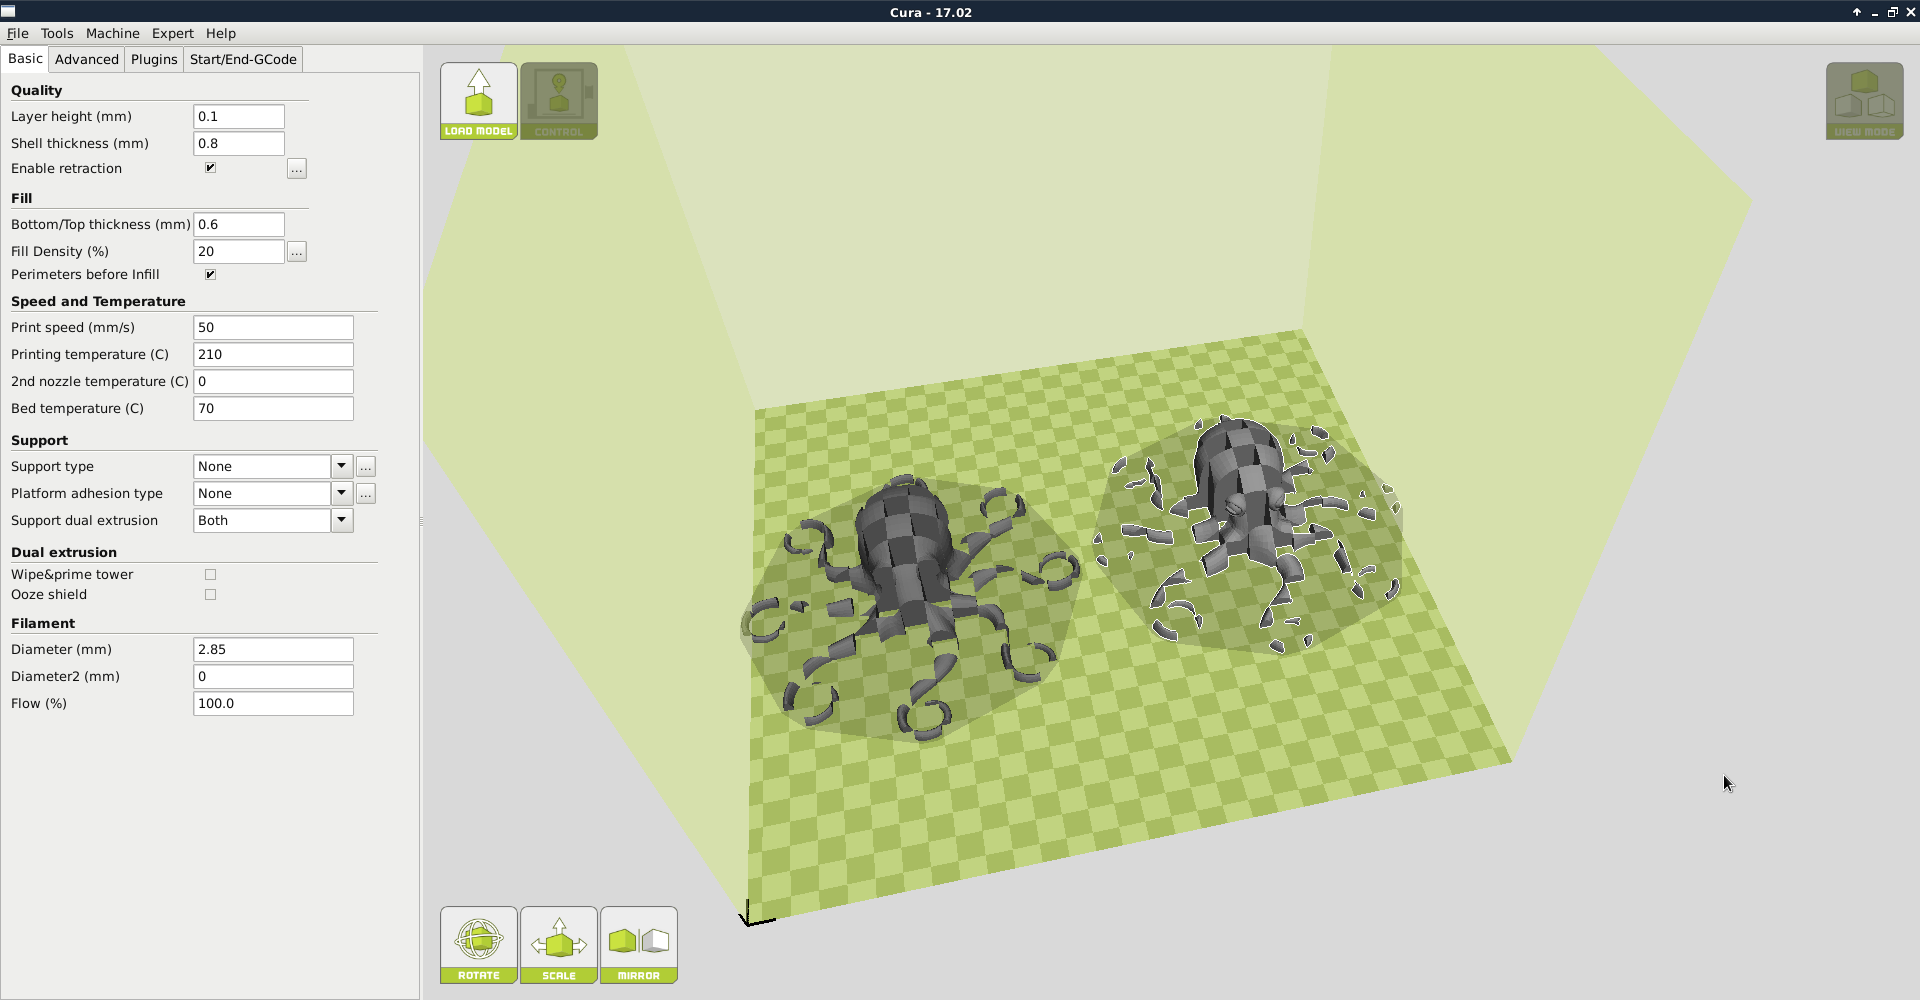 Cura - 17.02
File Tools Machine Expert Help
Basic Advanced Plugins Start/End-GCode
Quality
Layer height (mm) 0.1
Shell thickness (mm) 0.8
Enable retraction ...
Fill
Bottom/Top thickness (mm) 0.6
Fill Density (%) 20 ...
Perimeters before Infill
Speed and Temperature
Print speed (mm/s) 50
Printing temperature (C) 210
2nd nozzle temperature (C) 0
Bed temperature (C) 70
Support
Support type None ...
Platform adhesion type None ...
Support dual extrusion Both
Dual extrusion
Wipe&prime tower
Ooze shield
Filament
Diameter (mm) 2.85
Diameter2 (mm) 0
Flow (%) 100.0
LOAD MODEL CONTROL VIEW MODE
ROTATE SCALE MIRROR